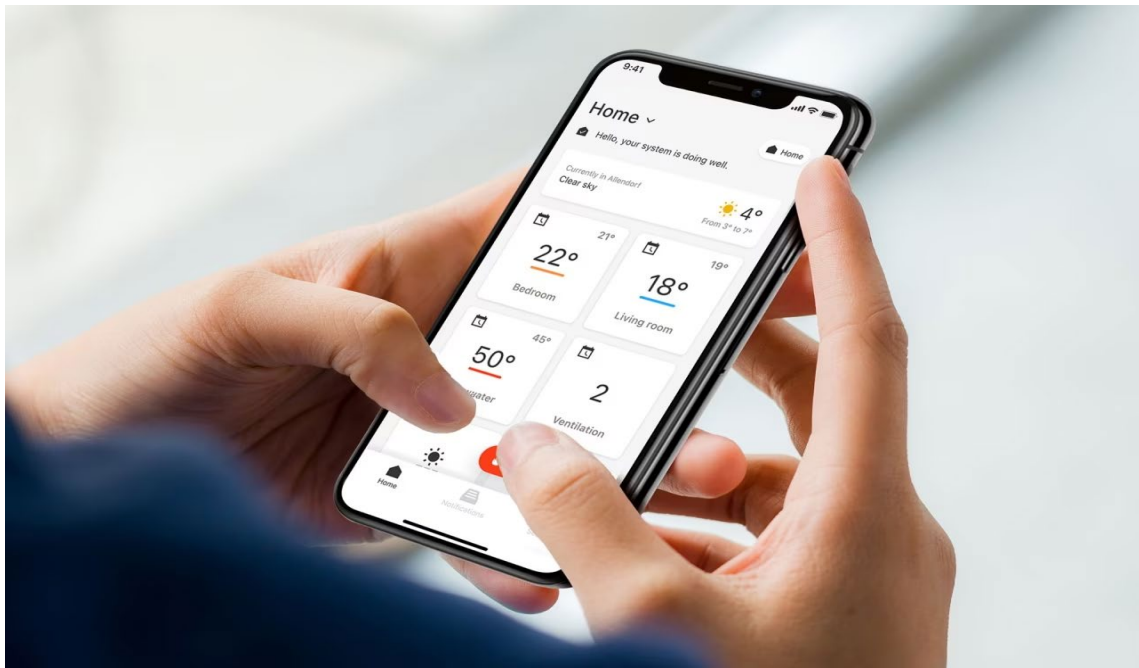 9:41
Home
Hello, your system is doing well.
Home
Currently in Allendorf
Clear sky
4°
From 3° to 7°
21°
22°
Bedroom
19°
18°
Living room
45°
50°
2
Ventilation
Home
Notifications